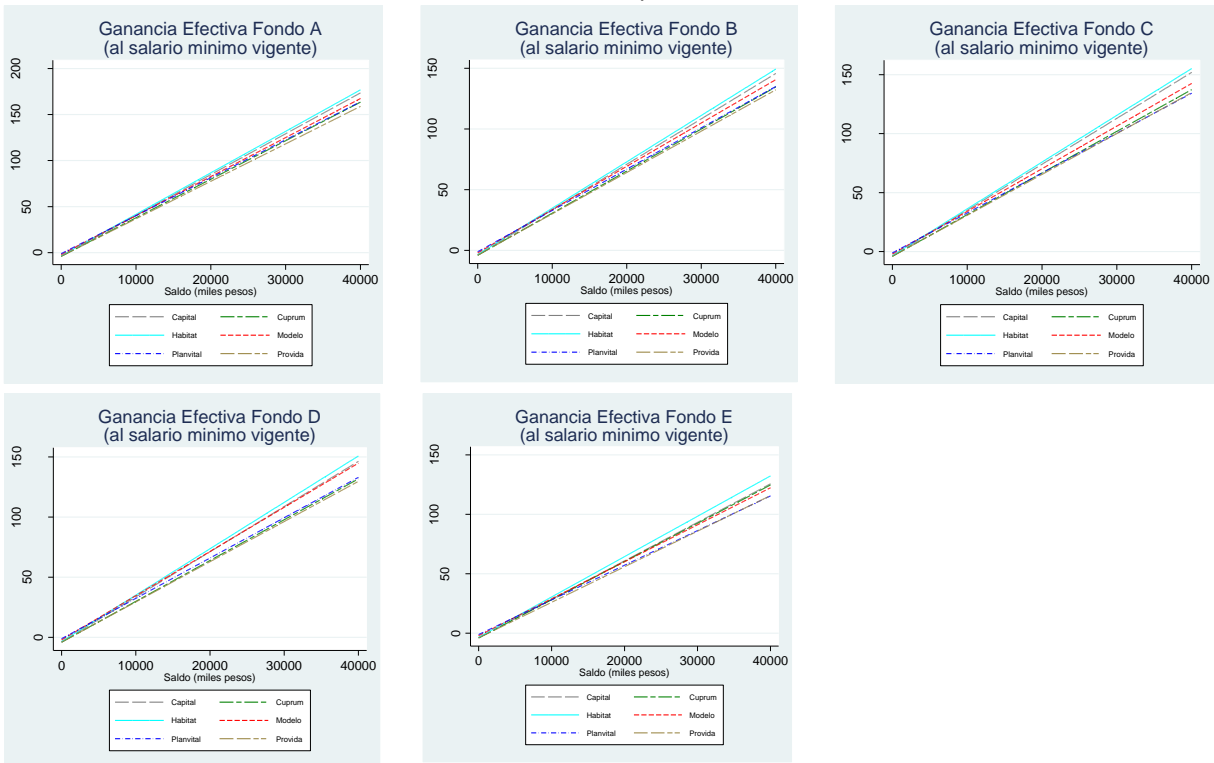 Ganancia Efectiva Fondo A
(al salario minimo vigente)
200
150
100
50
0
0 10000 20000 30000 40000
Saldo (miles pesos)
Capital Cuprum
Habitat Modelo
Planvital Provida
Ganancia Efectiva Fondo B
(al salario minimo vigente)
150
100
50
0
0 10000 20000 30000 40000
Saldo (miles pesos)
Capital Cuprum
Habitat Modelo
Planvital Provida
Ganancia Efectiva Fondo C
(al salario minimo vigente)
150
100
50
0
0 10000 20000 30000 40000
Saldo (miles pesos)
Capital Cuprum
Habitat Modelo
Planvital Provida
Ganancia Efectiva Fondo D
(al salario minimo vigente)
150
100
50
0
0 10000 20000 30000 40000
Saldo (miles pesos)
Capital Cuprum
Habitat Modelo
Planvital Provida
Ganancia Efectiva Fondo E
(al salario minimo vigente)
150
100
50
0
0 10000 20000 30000 40000
Saldo (miles pesos)
Capital Cuprum
Habitat Modelo
Planvital Provida